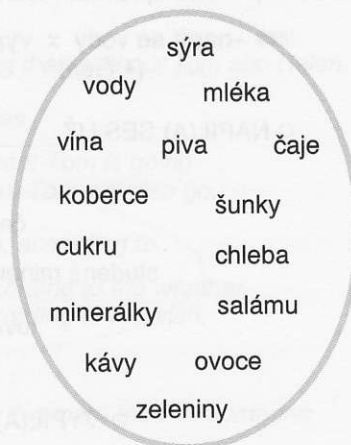 sýra
vody
mléka
vína
piva
čaje
koberce
šunky
cukru
chleba
minerálky
salámu
kávy
ovoce
zeleniny